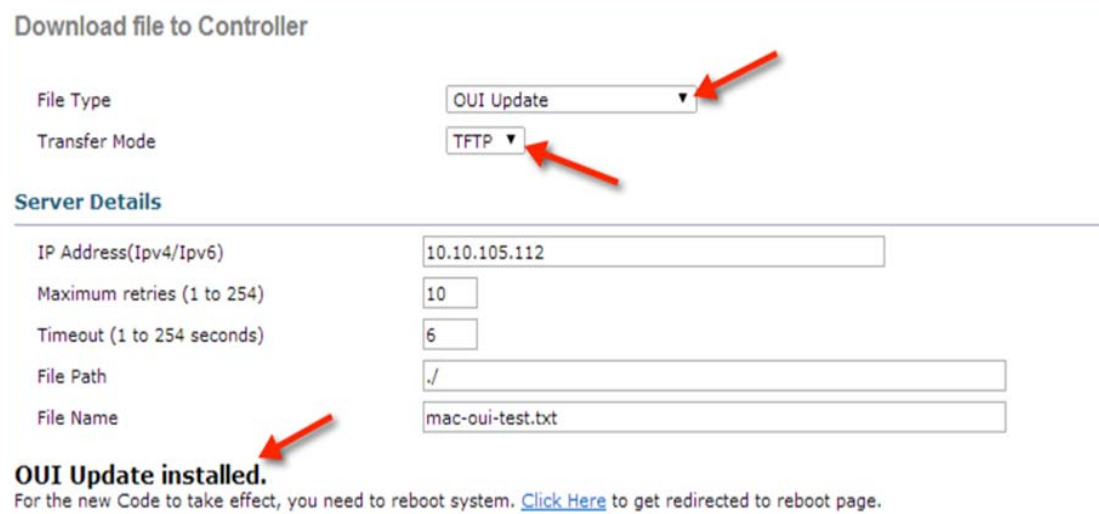 Download file to Controller
File Type OUI Update
Transfer Mode TFTP
Server Details
IP Address(Ipv4/Ipv6) 10.10.105.112
Maximum retries (1 to 254) 10
Timeout (1 to 254 seconds) 6
File Path ./
File Name mac-oui-test.txt
OUI Update installed.
For the new Code to take effect, you need to reboot system. Click Here to get redirected to reboot page.